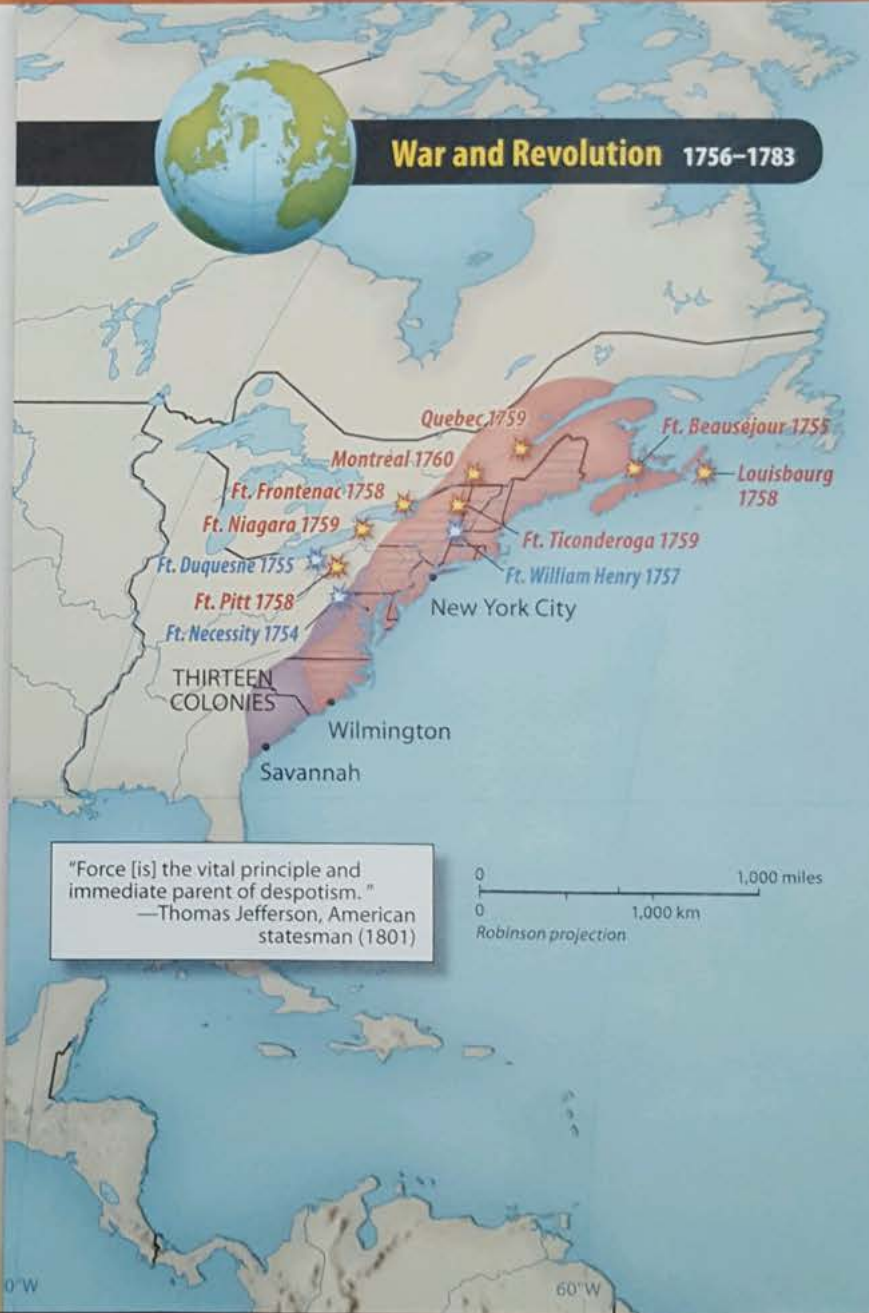 War and Revolution 1756–1783
Quebec 1759
Ft. Beauséjour 1755
Montréal 1760
Louisbourg
1758
Ft. Frontenac 1758
Ft. Niagara 1759
Ft. Ticonderoga 1759
Ft. Duquesne 1755
Ft. William Henry 1757
Ft. Pitt 1758
New York City
Ft. Necessity 1754
THIRTEEN
COLONIES
Wilmington
Savannah
"Force [is] the vital principle and
immediate parent of despotism."
—Thomas Jefferson, American
statesman (1801)
0 1,000 miles
0 1,000 km
Robinson projection
0°W
60°W